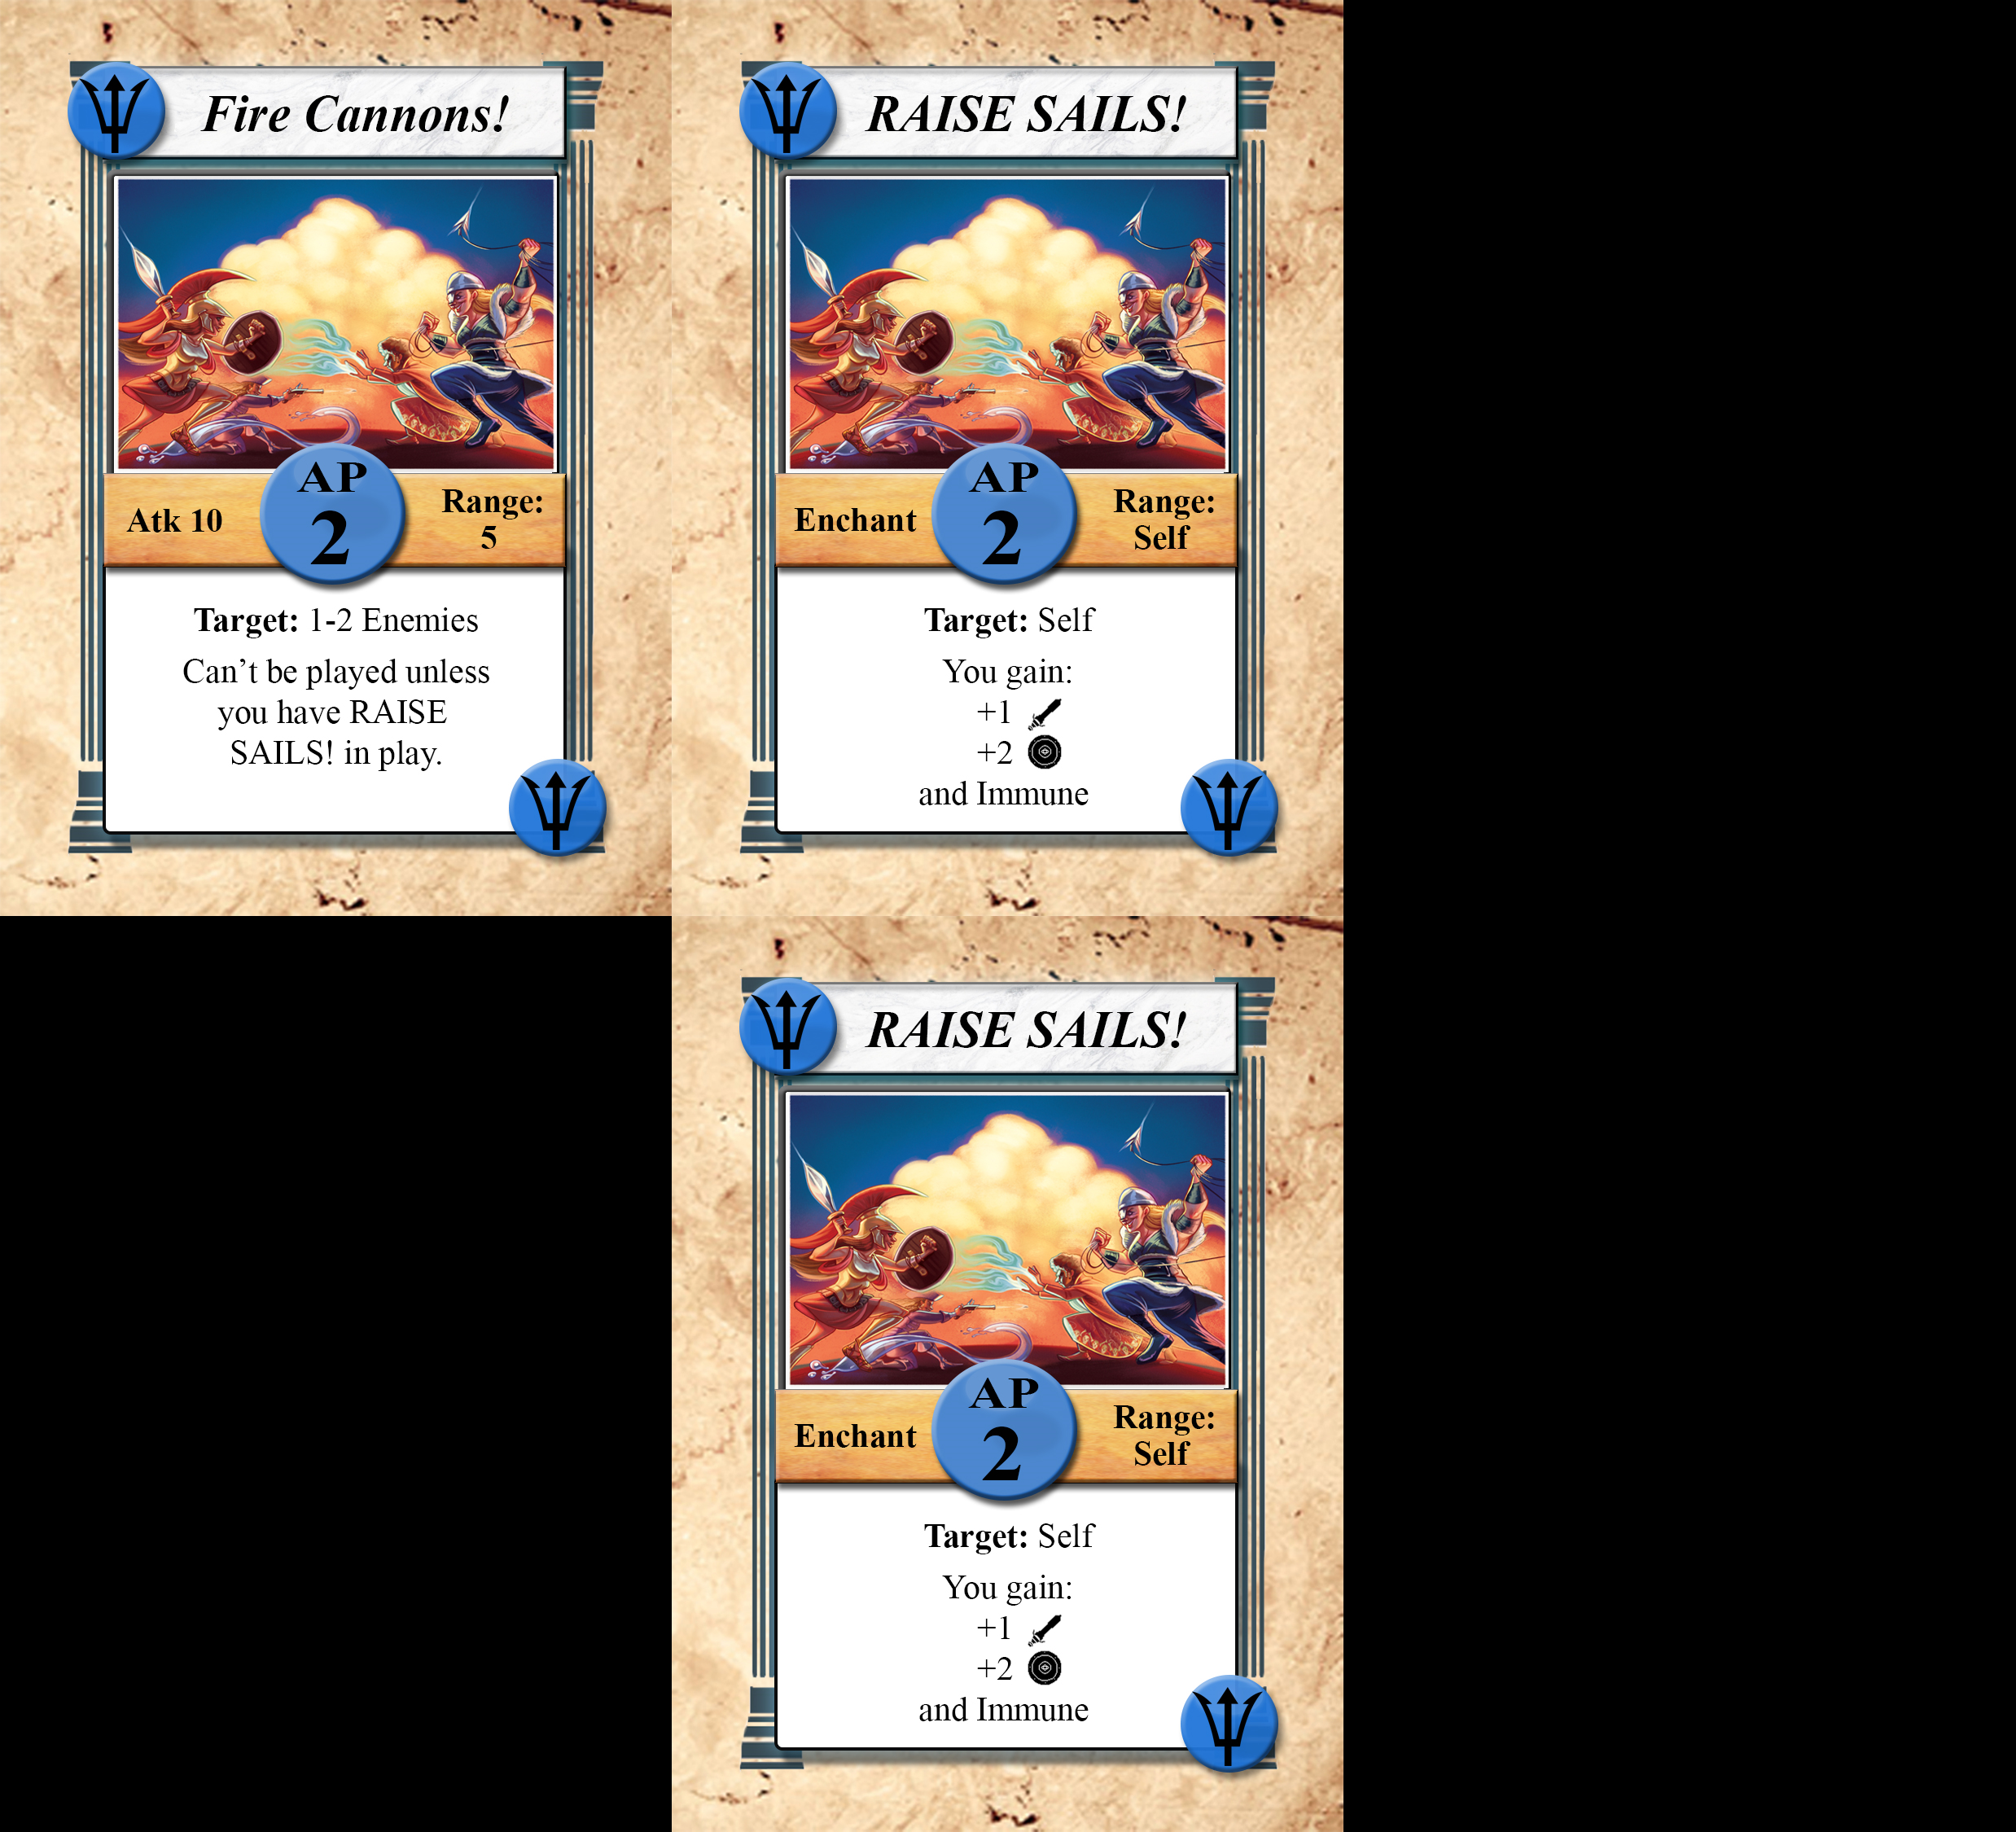 Fire Cannons!
AP
2
Atk 10
Range:
5
Target: 1-2 Enemies
Can’t be played unless
you have RAISE
SAILS! in play.
RAISE SAILS!
AP
2
Enchant
Range:
Self
Target: Self
You gain:
+1
+2
and Immune
RAISE SAILS!
AP
2
Enchant
Range:
Self
Target: Self
You gain:
+1
+2
and Immune